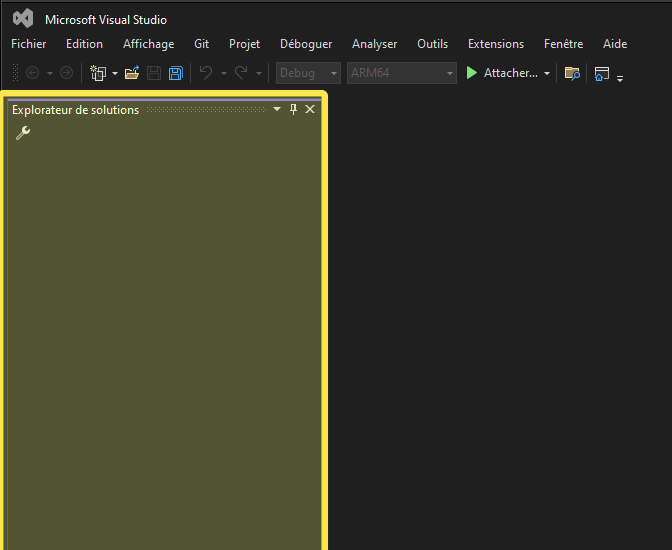 Microsoft Visual Studio
Fichier Edition Affichage Git Projet Déboguer Analyser Outils Extensions Fenêtre Aide
Debug ARM64 Attacher...
Explorateur de solutions